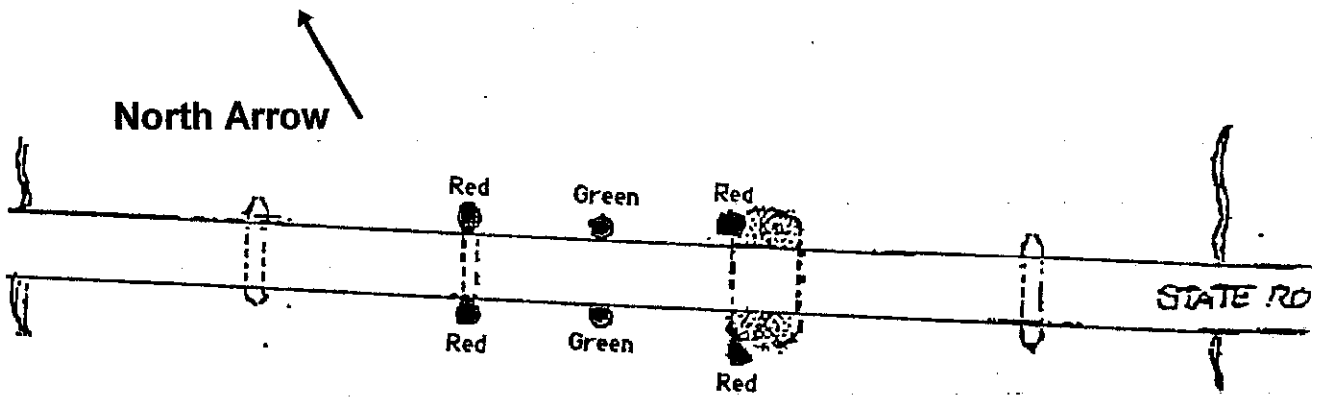 North Arrow
Red
Green
Red
STATE RD
Red
Green
Red